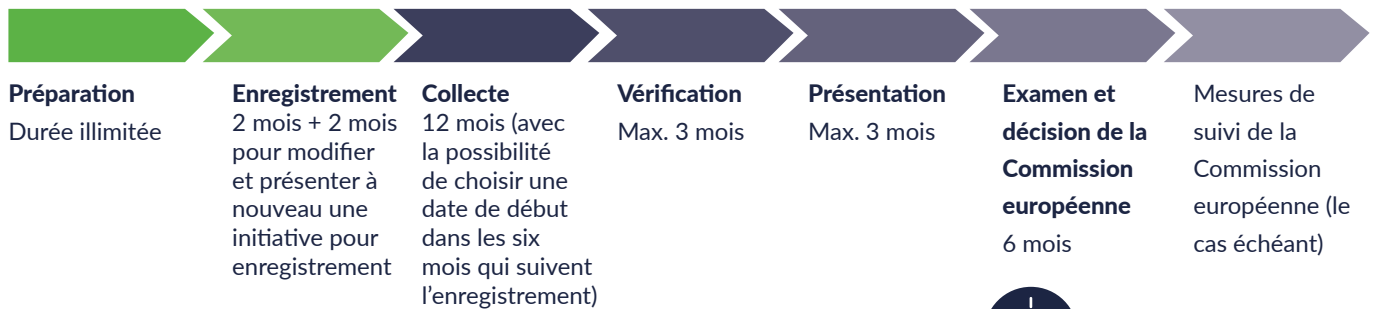 Préparation
Durée illimitée
Enregistrement
2 mois + 2 mois
pour modifier
et présenter à
nouveau une
initiative pour
enregistrement
Collecte
12 mois (avec
la possibilité
de choisir une
date de début
dans les six
mois qui suivent
l’enregistrement)
Vérification
Max. 3 mois
Présentation
Max. 3 mois
Examen et
décision de la
Commission
européenne
6 mois
Mesures de
suivi de la
Commission
européenne (le
cas échéant)